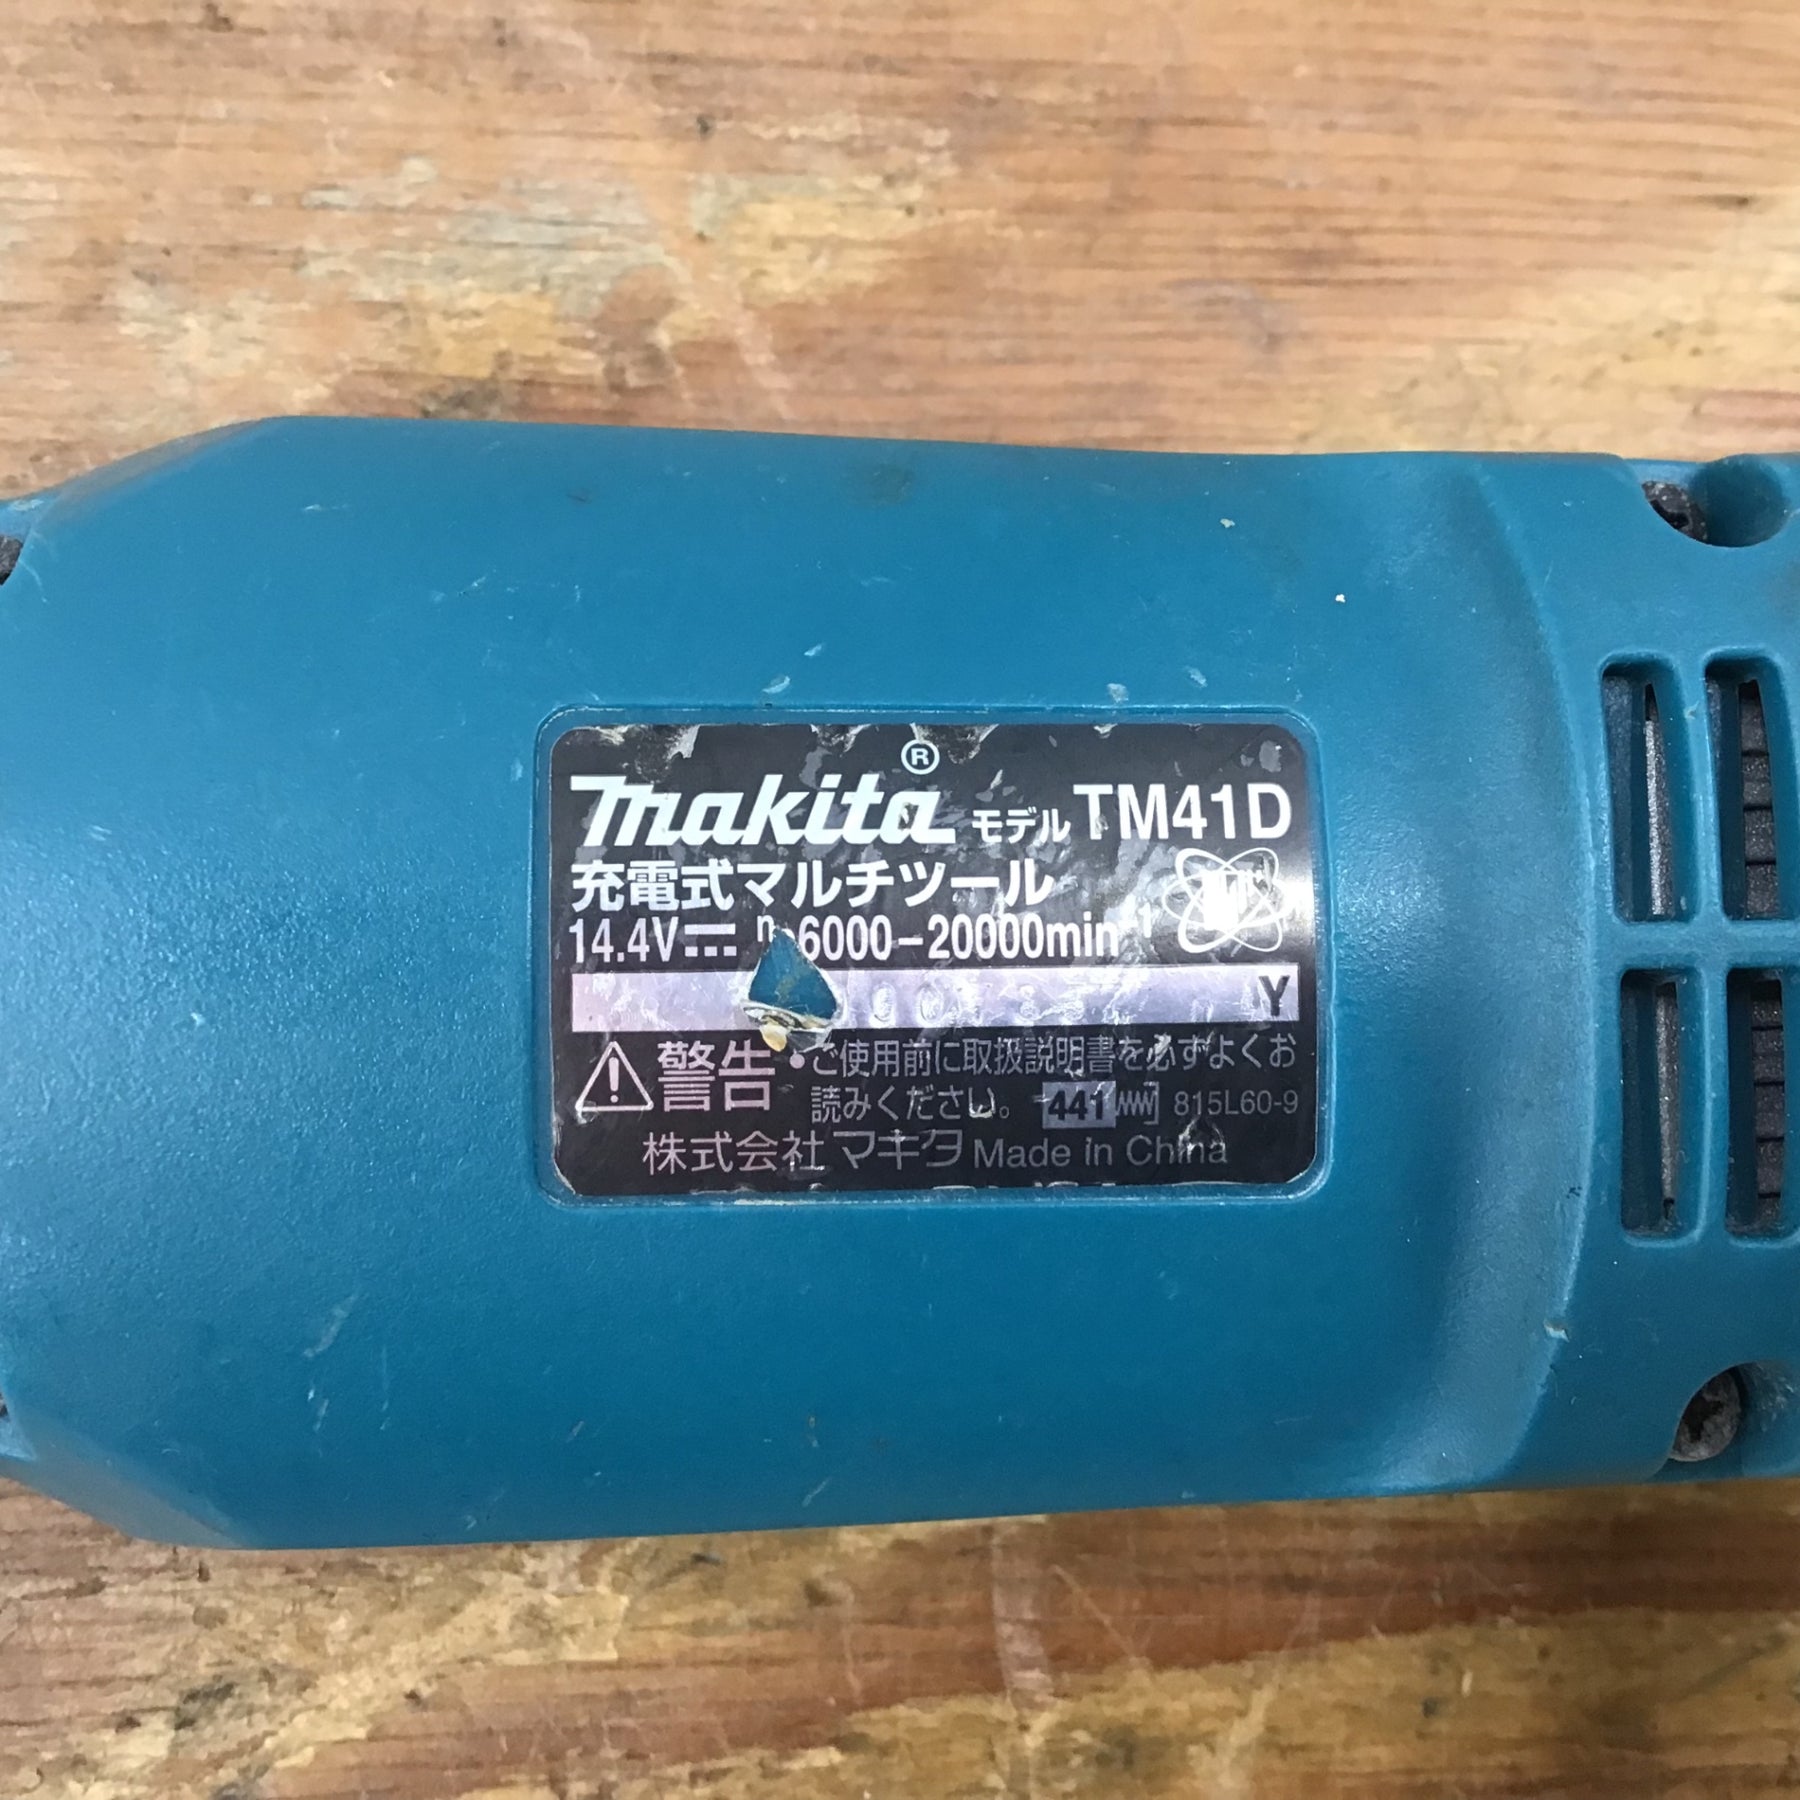 makita® モデル TM41D
充電式マルチツール
14.4V 6000-20000min⁻¹
Y
警告・ご使用前に取扱説明書を必ずよくお
読みください。 441 815L60-9
株式会社 マキタ Made in China